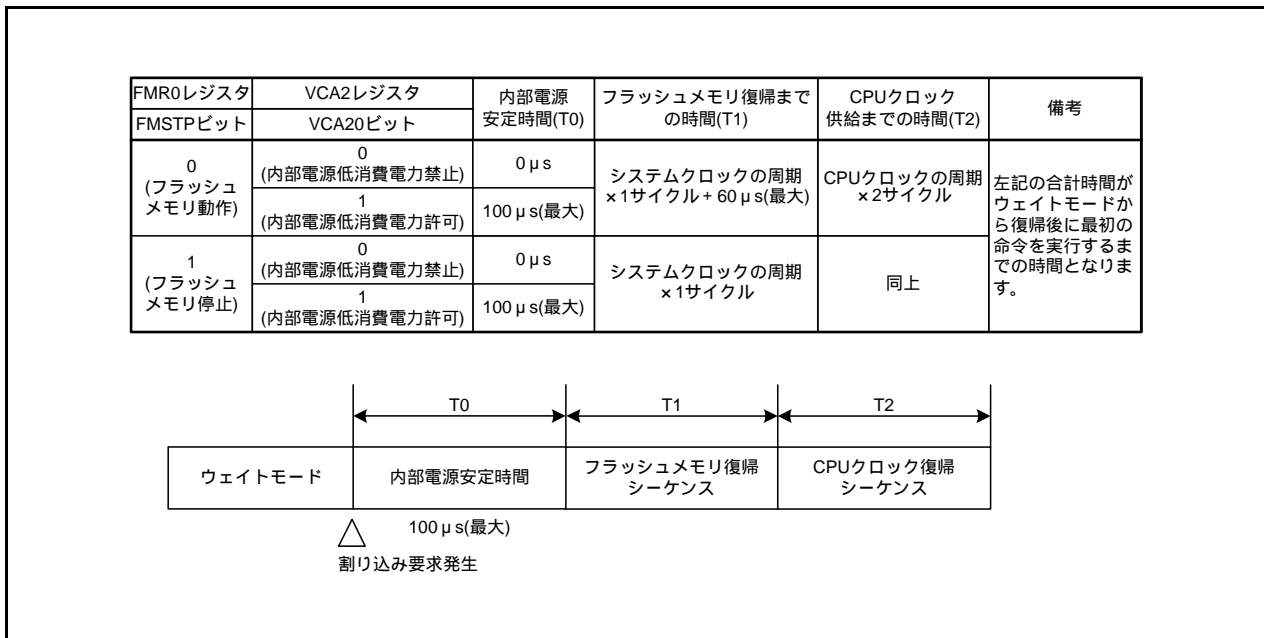 FMR0レジスタ
FMSTPビット
VCA2レジスタ
VCA20ビット
内部電源
安定時間(T0)
フラッシュメモリ復帰まで
の時間(T1)
CPUクロック
供給までの時間(T2)
備考
0
(フラッシュ
メモリ動作)
0
(内部電源低消費電力禁止)
0μs
1
(内部電源低消費電力許可)
100μs(最大)
システムクロックの周期
×1サイクル+60μs(最大)
CPUクロックの周期
×2サイクル
左記の合計時間が
ウェイトモードか
ら復帰後に最初の
命令を実行するま
での時間となりま
す。
1
(フラッシュ
メモリ停止)
0
(内部電源低消費電力禁止)
0μs
1
(内部電源低消費電力許可)
100μs(最大)
システムクロックの周期
×1サイクル
同上
T0
T1
T2
ウェイトモード
内部電源安定時間
フラッシュメモリ復帰
シーケンス
CPUクロック復帰
シーケンス
100μs(最大)
割り込み要求発生